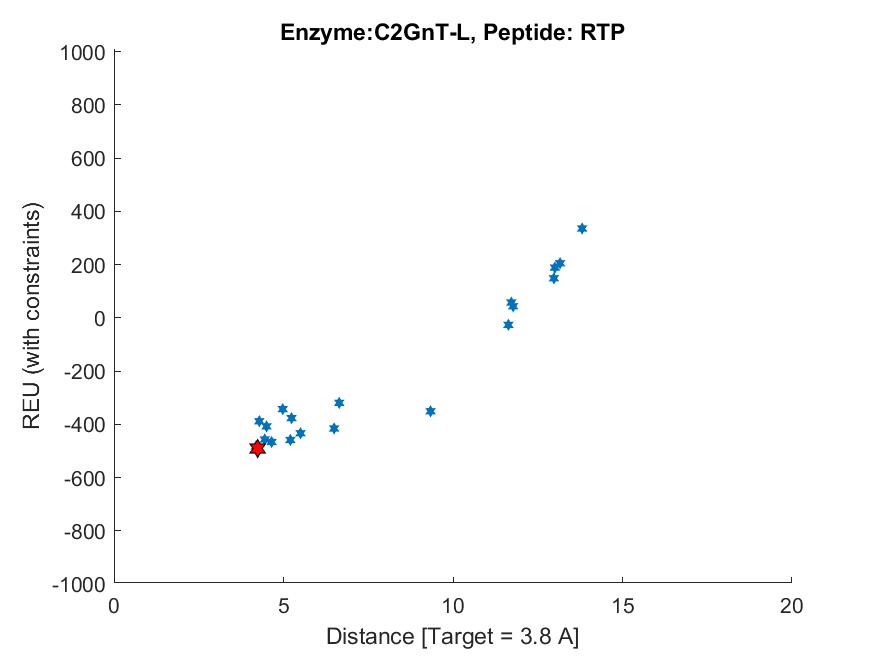 Enzyme:C2GnT-L, Peptide: RTP
1000
800
600
400
200
0
-200
-400
-600
-800
-1000
REU (with constraints)
0 5 10 15 20
Distance [Target = 3.8 A]